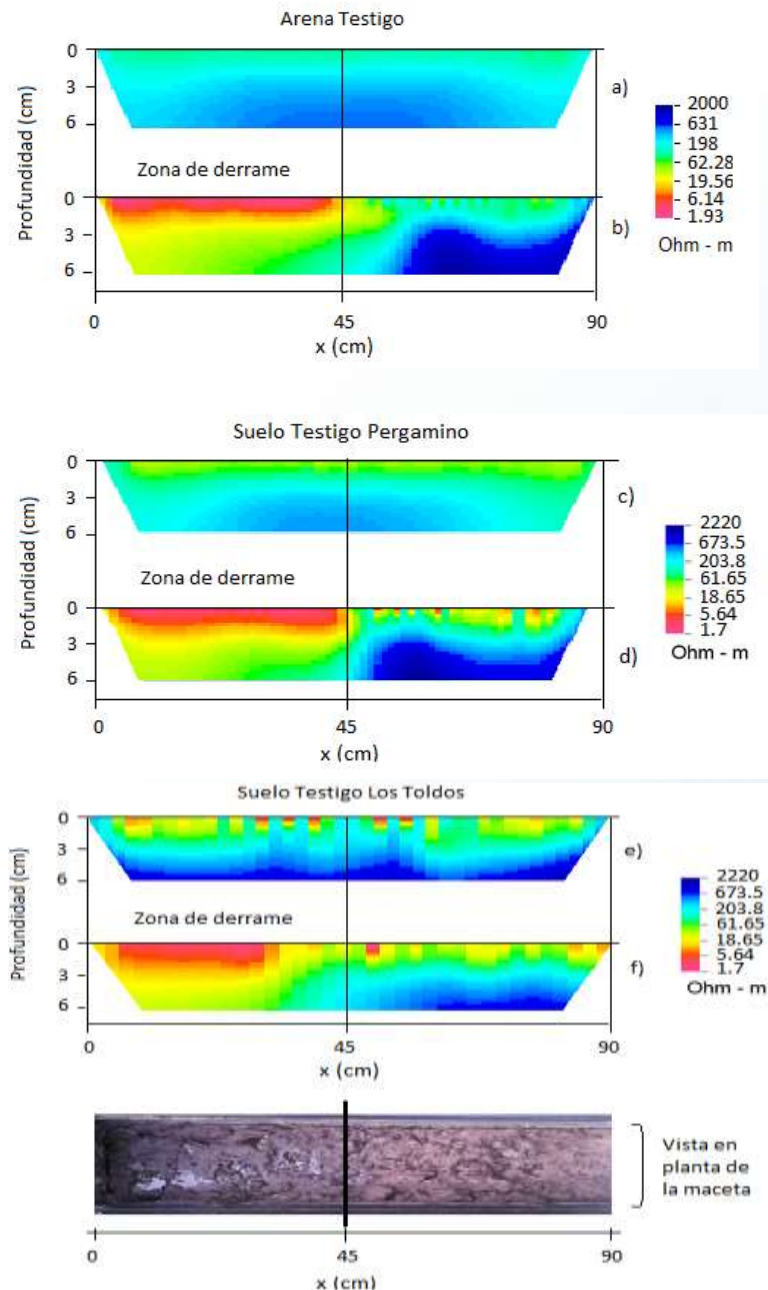 Arena Testigo
0
3
6
a)
Zona de derrame
0
3
6
b)
Profundidad (cm)
2000
631
198
62.28
19.56
6.14
1.93
Ohm - m
0
45
90
x (cm)
Suelo Testigo Pergamino
0
3
6
c)
Zona de derrame
0
3
6
d)
Profundidad (cm)
2220
673.5
203.8
61.65
18.65
5.64
1.7
Ohm - m
0
45
90
x (cm)
Suelo Testigo Los Toldos
0
3
6
e)
Zona de derrame
0
3
6
f)
Profundidad (cm)
2220
673.5
203.8
61.65
18.65
5.64
1.7
Ohm - m
0
45
90
x (cm)
Vista en
planta de
la maceta
0
45
90
x (cm)